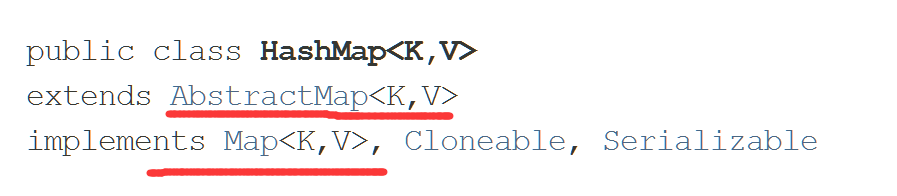 public class HashMap<K,V>
extends AbstractMap<K,V>
implements Map<K,V>, Cloneable, Serializable